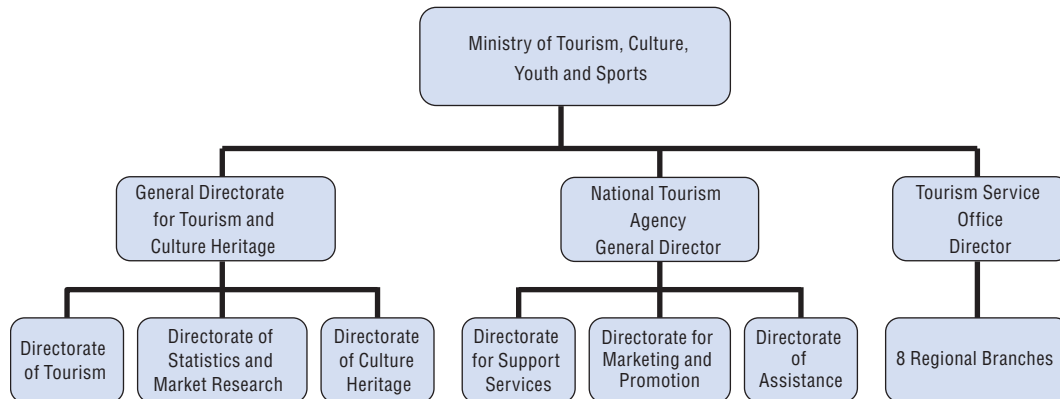 Ministry of Tourism, Culture,
Youth and Sports
General Directorate
for Tourism and
Culture Heritage
National Tourism
Agency
General Director
Tourism Service
Office
Director
Directorate
of Tourism
Directorate of
Statistics and
Market Research
Directorate
of Culture
Heritage
Directorate
for Support
Services
Directorate for
Marketing and
Promotion
Directorate
of
Assistance
8 Regional Branches